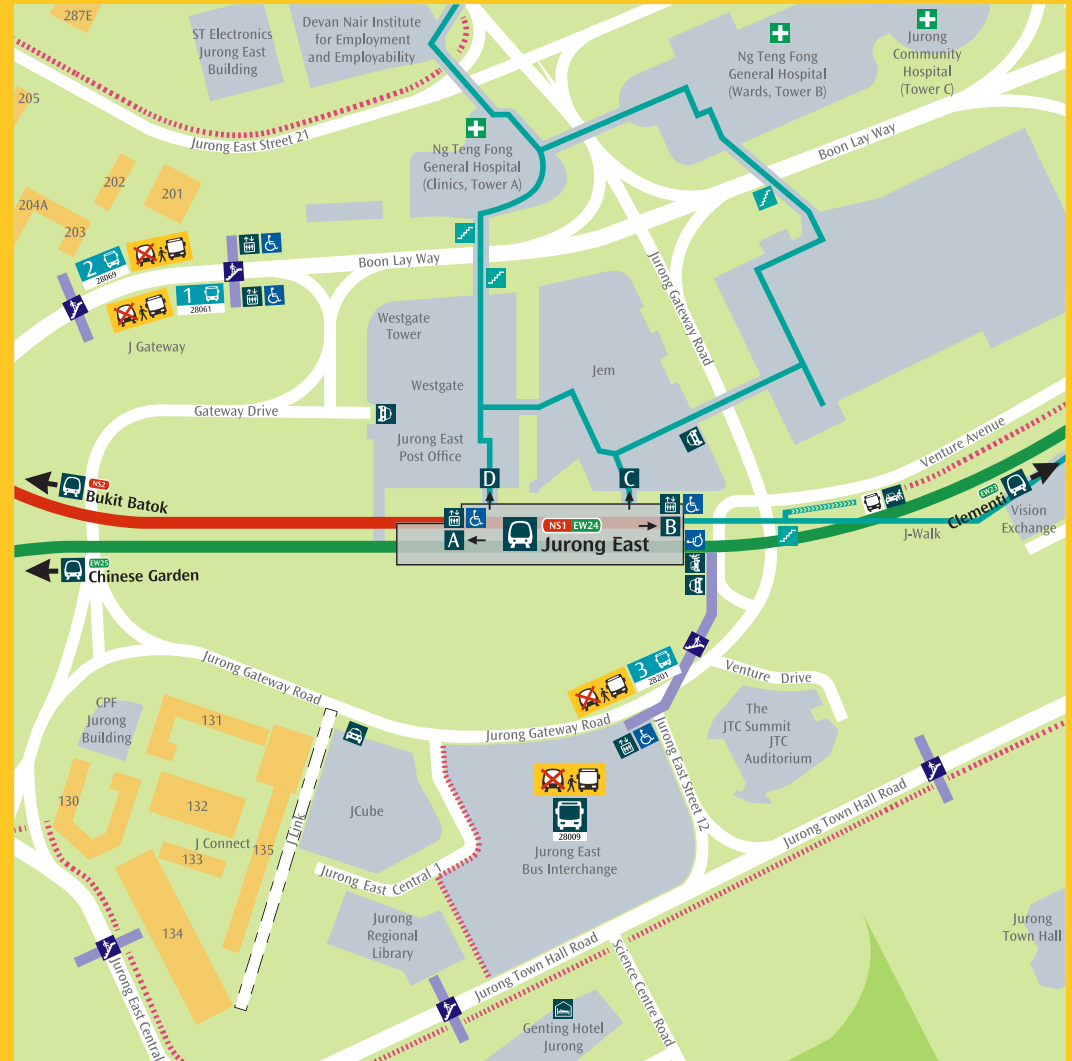 287E
ST Electronics
Jurong East
Building
Devan Nair Institute
for Employment
and Employability
Ng Teng Fong
General Hospital
(Wards, Tower B)
Jurong
Community
Hospital
(Tower C)
205
Jurong East Street 21
Ng Teng Fong
General Hospital
(Clinics, Tower A)
Boon Lay Way
202
201
204A
203
2
28069
1
28061
J Gateway
Boon Lay Way
Jurong Gateway Road
Westgate
Tower
Westgate
Jem
Gateway Drive
Jurong East
Post Office
Venture Avenue
D
C
NS2
Bukit Batok
A
NS1 EW24
Jurong East
B
EW23
Clementi
Vision
Exchange
J-Walk
EW25
Chinese Garden
Jurong Gateway Road
3
28201
Venture Drive
CPF
Jurong
Building
131
Jurong Gateway Road
The
JTC Summit
JTC
Auditorium
Jurong East Street 12
130
132
J Connect
133
135
J Link
JCube
28009
Jurong East
Bus Interchange
Jurong Town Hall Road
Jurong East Central 1
134
Jurong
Regional
Library
Jurong
Town Hall
Jurong Town Hall Road
Science Centre Road
Jurong East Central
Genting Hotel
Jurong